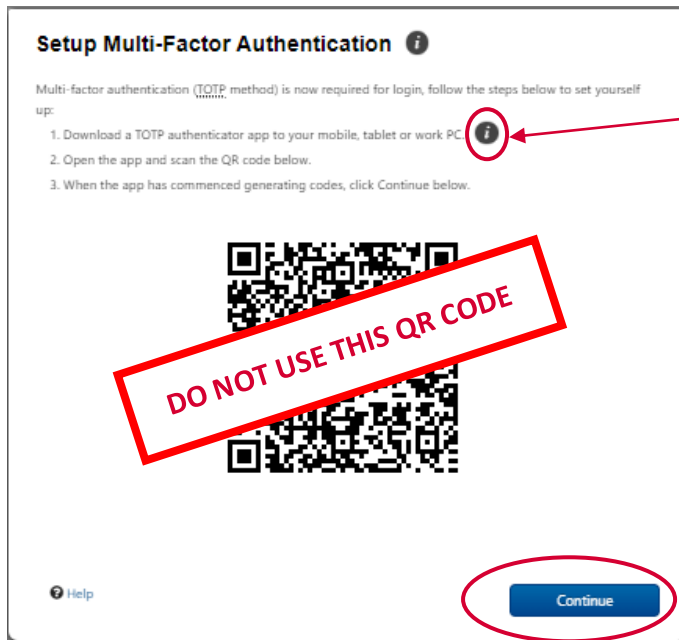 Setup Multi-Factor Authentication i
Multi-factor authentication (TOTP method) is now required for login, follow the steps below to set yourself
up:
1. Download a TOTP authenticator app to your mobile, tablet or work PC. i
2. Open the app and scan the QR code below.
3. When the app has commenced generating codes, click Continue below.
DO NOT USE THIS QR CODE
? Help
Continue